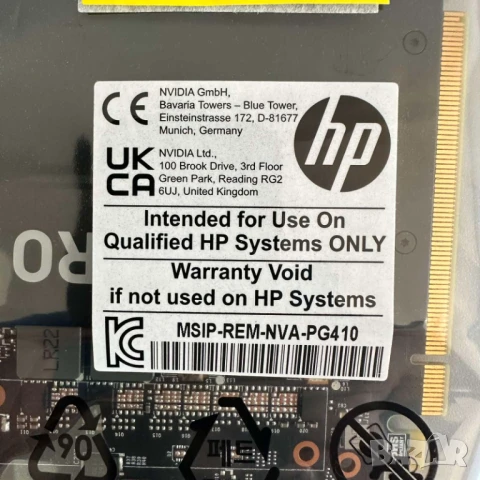 NVIDIA GmbH,
Bavaria Towers – Blue Tower,
Einsteinstrasse 172, D-81677
Munich, Germany
CE
hp
UK
CA
NVIDIA Ltd.,
100 Brook Drive, 3rd Floor
Green Park, Reading RG2
6UJ, United Kingdom
Intended for Use On
Qualified HP Systems ONLY
Warranty Void
if not used on HP Systems
MSIP-REM-NVA-PG410
RO
LR22
90
페트
BAZAR